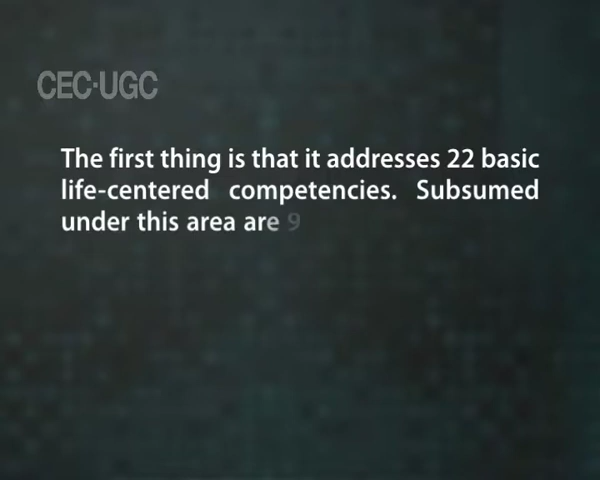 CEC-UGC
The first thing is that it addresses 22 basic
life-centered competencies. Subsumed
under this area are 9